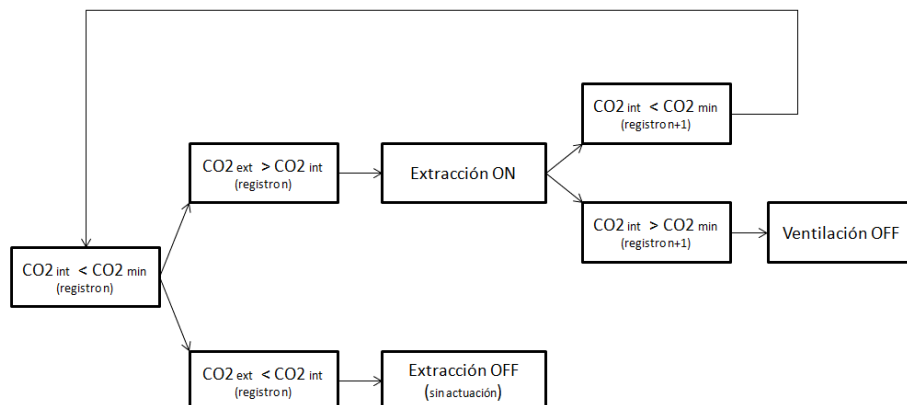 CO2 int < CO2 min
(registro n+1)
CO2 ext > CO2 int
(registro n)
Extracción ON
CO2 int > CO2 min
(registro n+1)
Ventilación OFF
CO2 int < CO2 min
(registro n)
CO2 ext < CO2 int
(registro n)
Extracción OFF
(sin actuación)